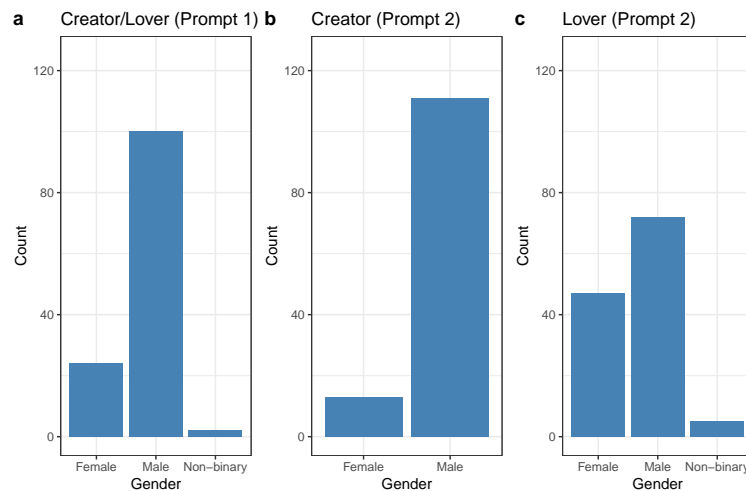 a Creator/Lover (Prompt 1)
120
80
40
0
Count
Female Male Non−binary
Gender
b Creator (Prompt 2)
120
80
40
0
Count
Female Male
Gender
c Lover (Prompt 2)
120
80
40
0
Count
Female Male Non−binary
Gender